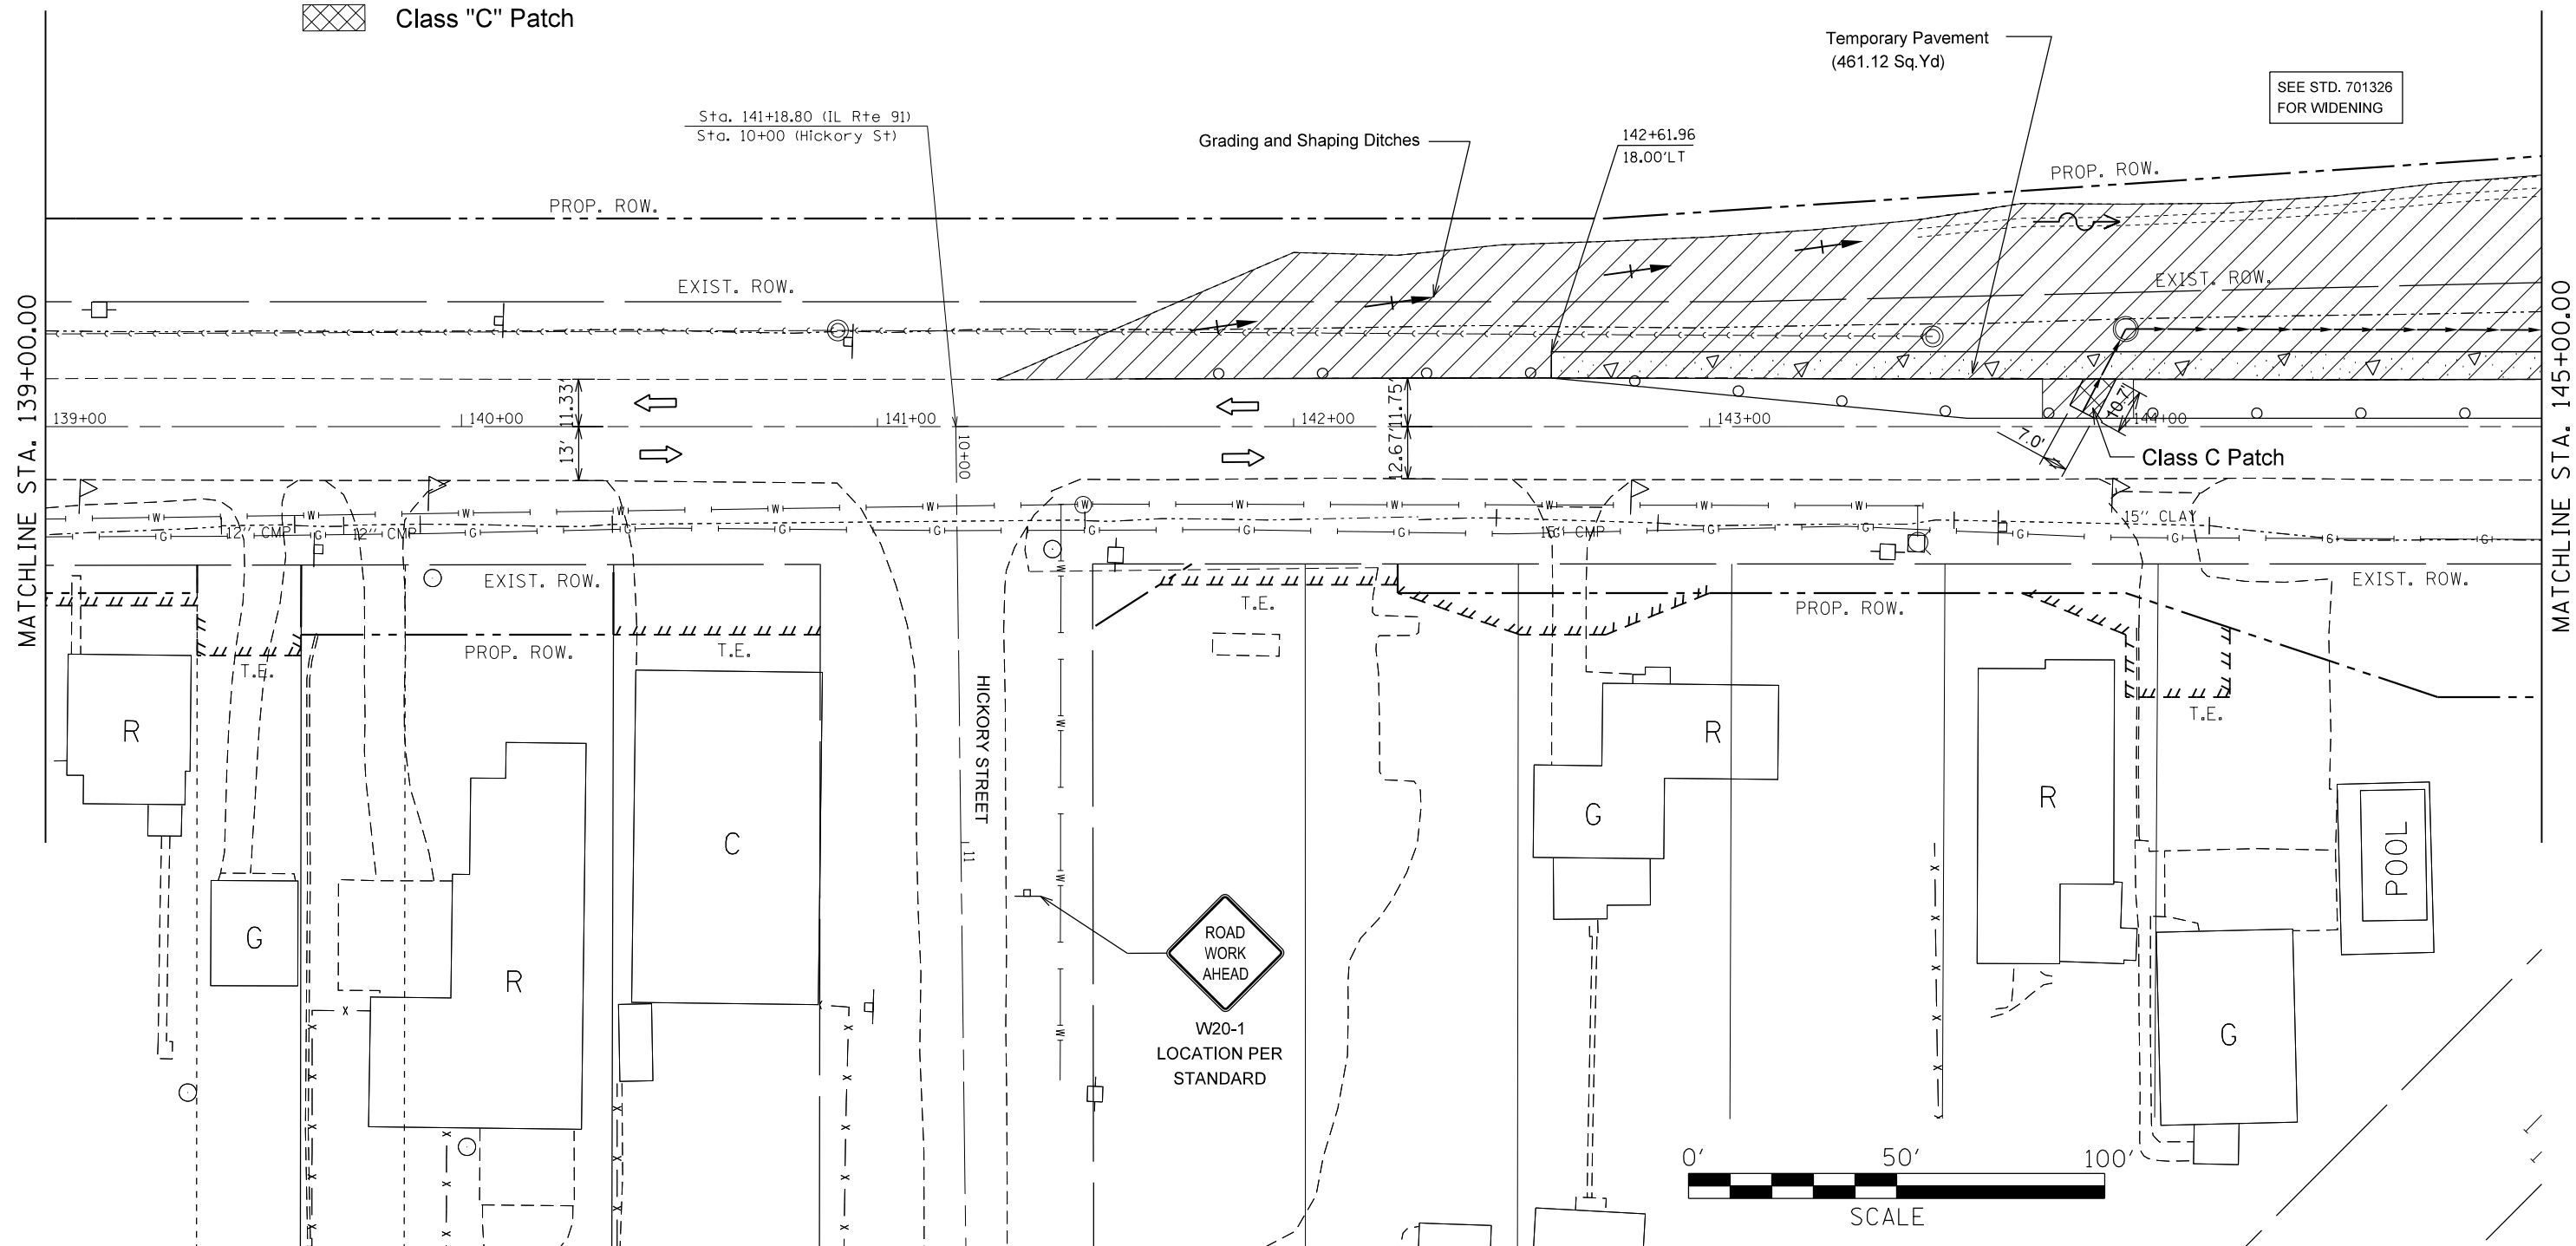 Class "C" Patch
Temporary Pavement
(461.12 Sq.Yd)
SEE STD. 701326
FOR WIDENING
Sta. 141+18.80 (IL Rte 91)
Sta. 10+00 (Hickory St)
Grading and Shaping Ditches
142+61.96
18.00'LT
PROP. ROW.
PROP. ROW.
EXIST. ROW.
EXIST. ROW.
MATCHLINE STA. 139+00.00
MATCHLINE STA. 145+00.00
11.33'
11.75'
139+00
140+00
141+00
142+00
143+00
144+00
13'
12.67'
10+00
10.7'
7.0'
Class C Patch
W W W W W W W W W W W W
12" CMP
12" CMP
15" CMP
15" CLAY
G G G G G G G G G G G G G G G
EXIST. ROW.
EXIST. ROW.
T.E.
PROP. ROW.
PROP. ROW.
T.E.
T.E.
T.E.
HICKORY STREET
R
R
R
C
G
G
POOL
11
G
R
G
W
W
W
W
ROAD
WORK
AHEAD
W20-1
LOCATION PER
STANDARD
0' 50' 100'
SCALE